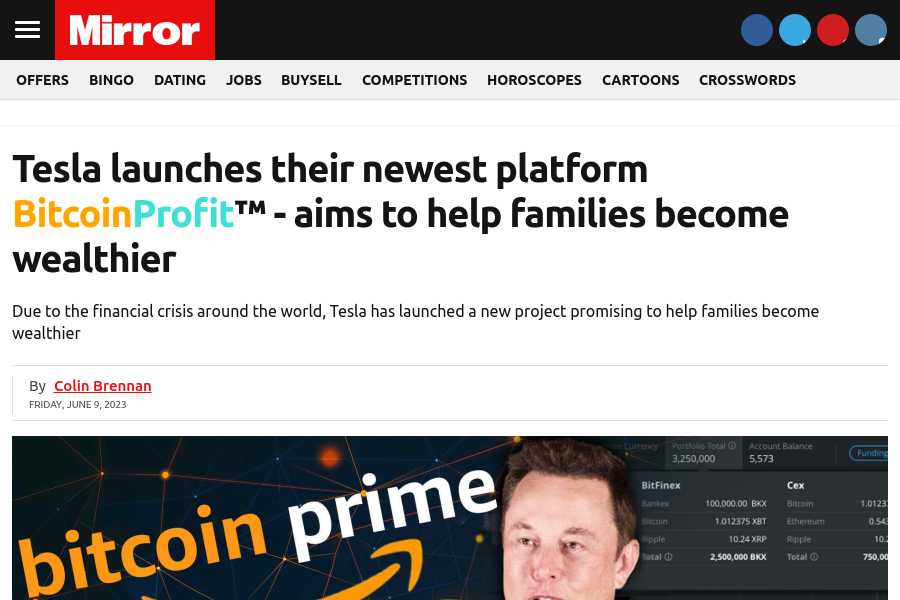 Mirror
OFFERS BINGO DATING JOBS BUYSELL COMPETITIONS HOROSCOPES CARTOONS CROSSWORDS
Tesla launches their newest platform
BitcoinProfit™ - aims to help families become
wealthier
Due to the financial crisis around the world, Tesla has launched a new project promising to help families become
wealthier
By Colin Brennan
FRIDAY, JUNE 9, 2023
bitcoin prime
Currency Portfolio Total Account Balance
3,250,000 5,573
Funding
BitFinex Cex
Bankex 100,000.00 BKX Bitcoin 1.0123
Bitcoin 1.012375 XBT Ethereum 0.543
Ripple 10.24 XRP Ripple 10.2
Total 2,500,000 BKX Total 750,00